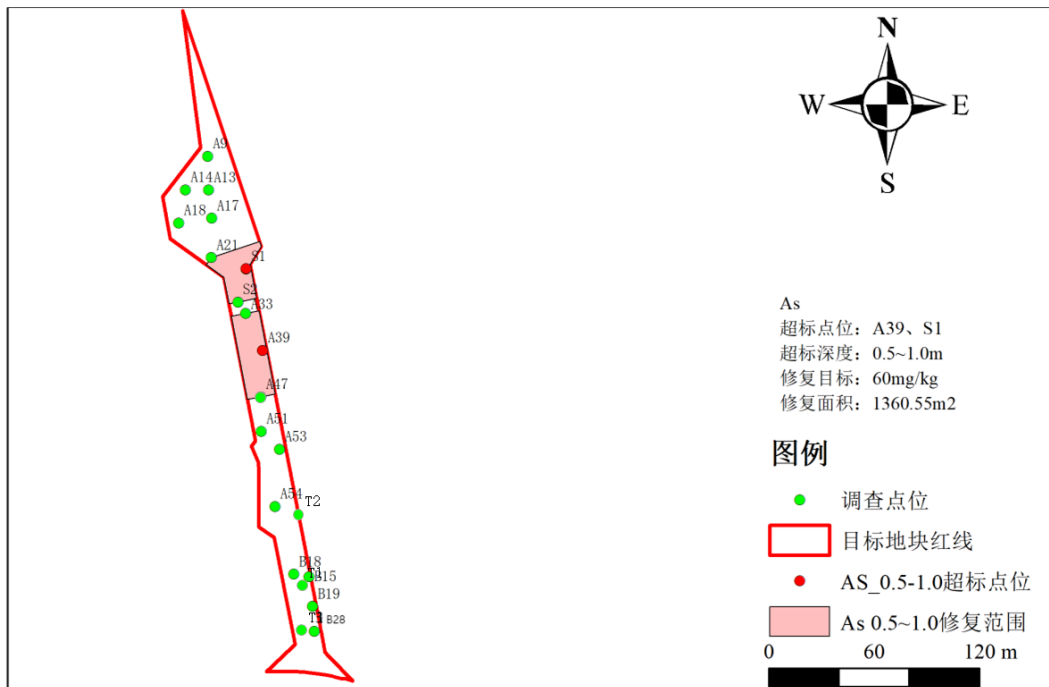 N
W
E
S
A9
A14
A13
A18
A17
A21
S1
S2
A33
A39
A47
A51
A53
A54
T2
B18
B15
B19
B28
As
超标点位：A39、S1
超标深度：0.5~1.0m
修复目标：60mg/kg
修复面积：1360.55m2
图例
调查点位
目标地块红线
AS_0.5-1.0超标点位
As 0.5~1.0修复范围
0 60 120 m